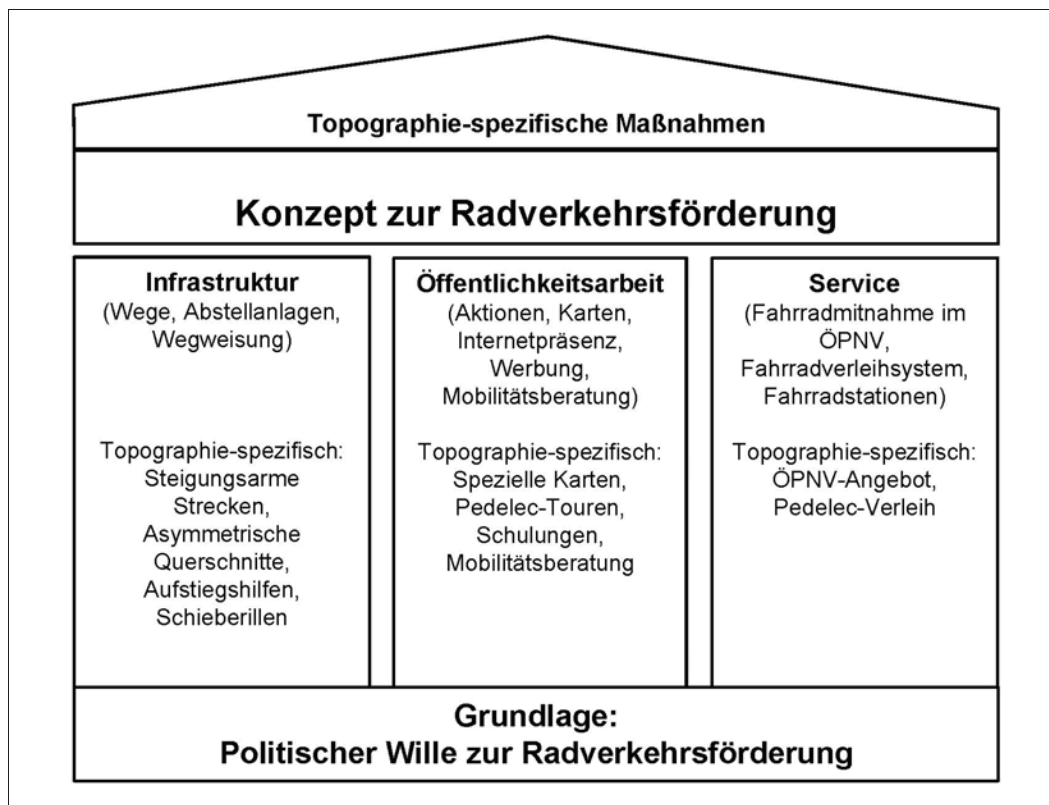 Topographie-spezifische Maßnahmen
Konzept zur Radverkehrsförderung
Infrastruktur
(Wege, Abstellanlagen,
Wegweisung)
Topographie-spezifisch:
Steigungsarme
Strecken,
Asymmetrische
Querschnitte,
Aufstiegshilfen,
Schieberillen
Öffentlichkeitsarbeit
(Aktionen, Karten,
Internetpräsenz,
Werbung,
Mobilitätsberatung)
Topographie-spezifisch:
Spezielle Karten,
Pedelec-Touren,
Schulungen,
Mobilitätsberatung
Service
(Fahrradmitnahme im
ÖPNV,
Fahrradverleihsystem,
Fahrradstationen)
Topographie-spezifisch:
ÖPNV-Angebot,
Pedelec-Verleih
Grundlage:
Politischer Wille zur Radverkehrsförderung